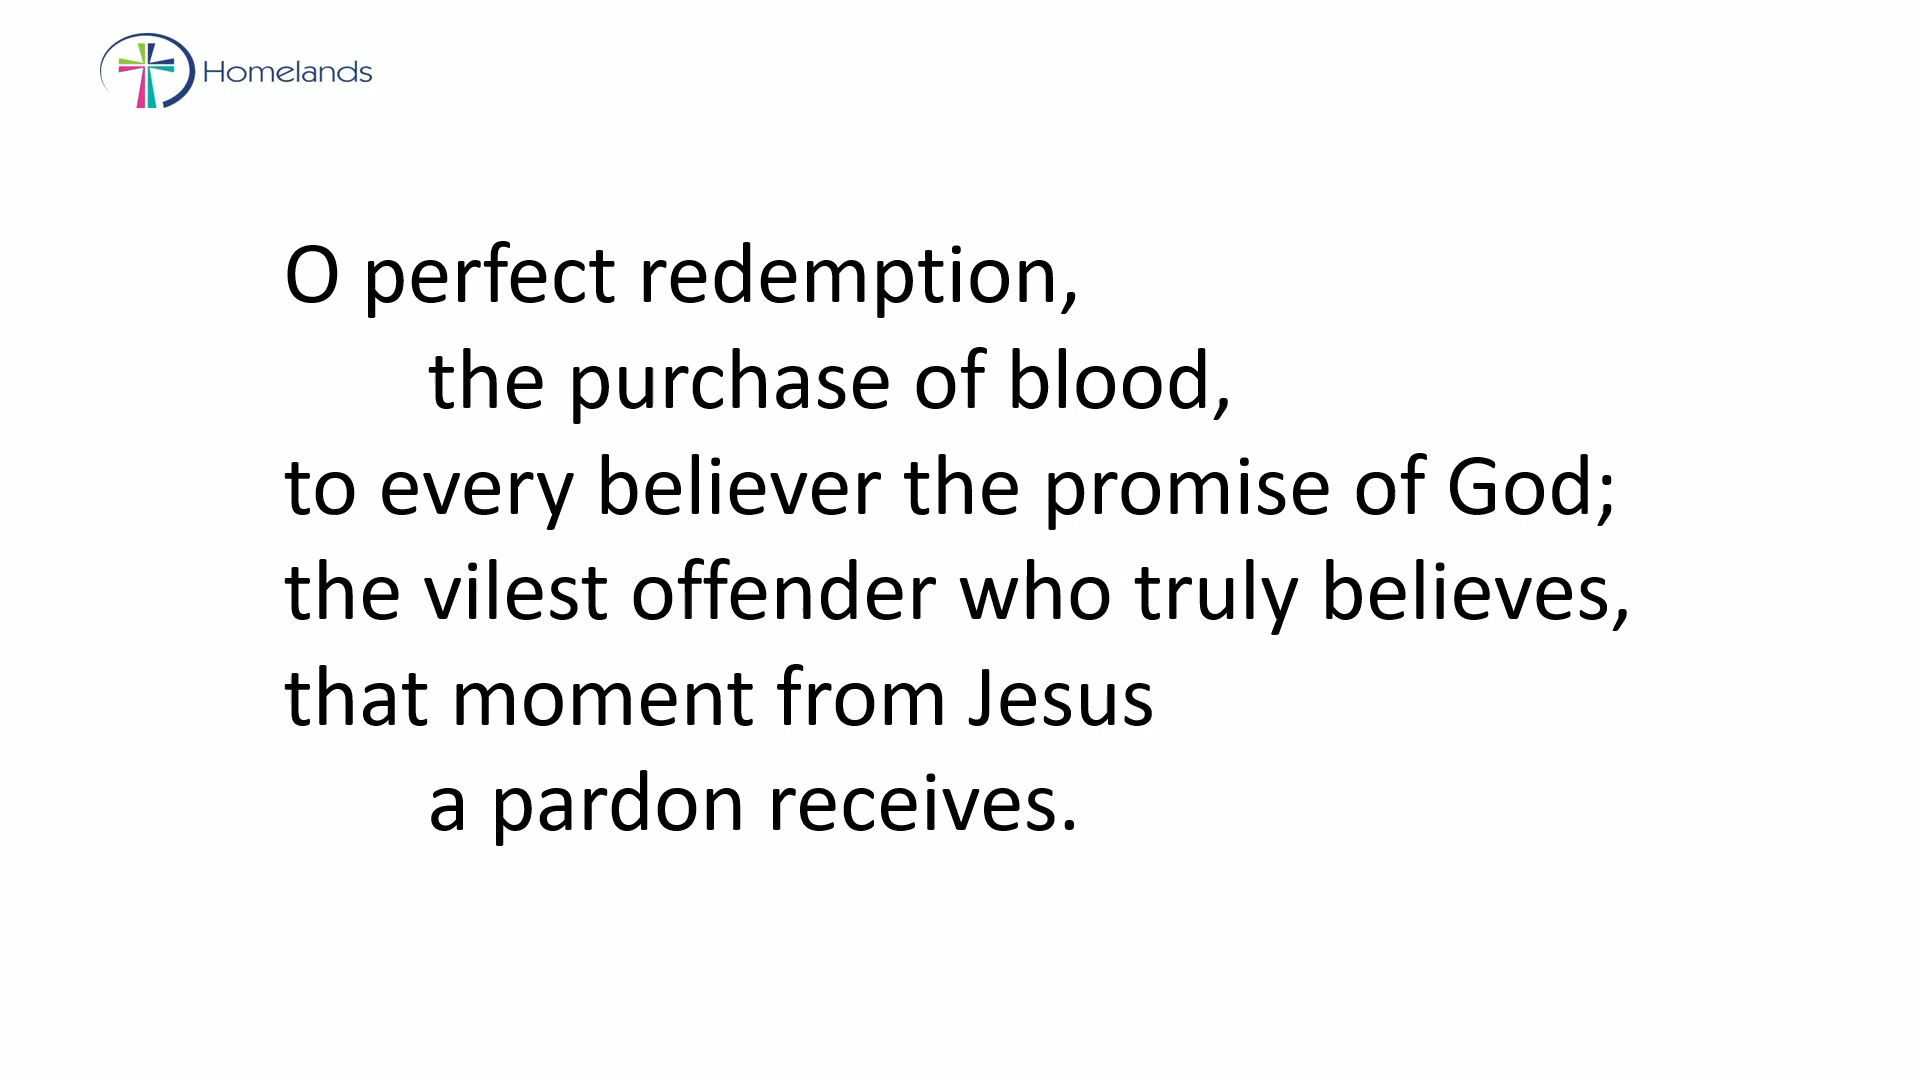 Homelands
O perfect redemption,
the purchase of blood,
to every believer the promise of God;
the vilest offender who truly believes,
that moment from Jesus
a pardon receives.